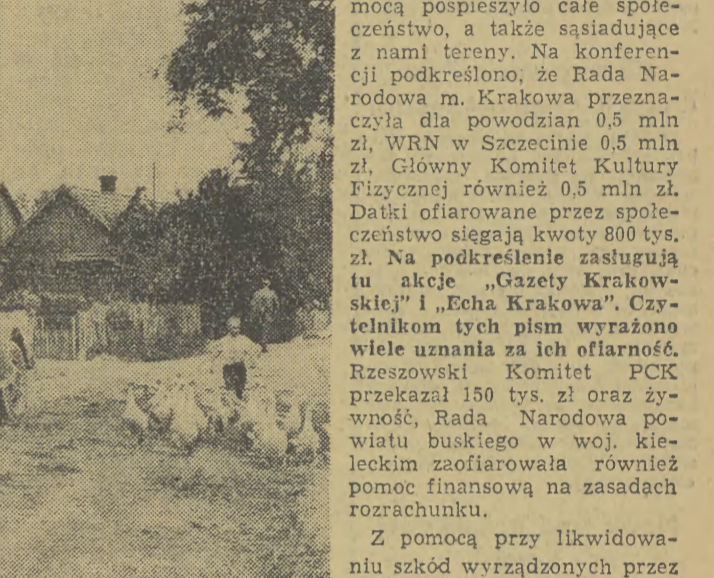 mocą pospieszyło całe społe-
czeństwo, a także sąsiadujące
z nami tereny. Na konferen-
cji podkreślono, że Rada Na-
rodowa m. Krakowa przezna-
czyła dla powodzian 0,5 mln
zł, WRN w Szczecinie 0,5 mln
zł, Główny Komitet Kultury
Fizycznej również 0,5 mln zł.
Datki ofiarowane przez społe-
czeństwo sięgają kwoty 800 tys.
zł. Na podkreślenie zasługują
tu akcje „Gazety Krakow-
skiej” i „Echa Krakowa”. Czy-
telnikom tych pism wyrażono
wiele uznania za ich ofiarność.
Rzeszowski Komitet PCK
przekazał 150 tys. zł oraz ży-
wność, Rada Narodowa po-
wiatu buskiego w woj. kie-
leckim zaofiarowała również
pomoc finansową na zasadach
rozrachunku.
Z pomocą przy likwidowa-
niu szkód wyrządzonych przez